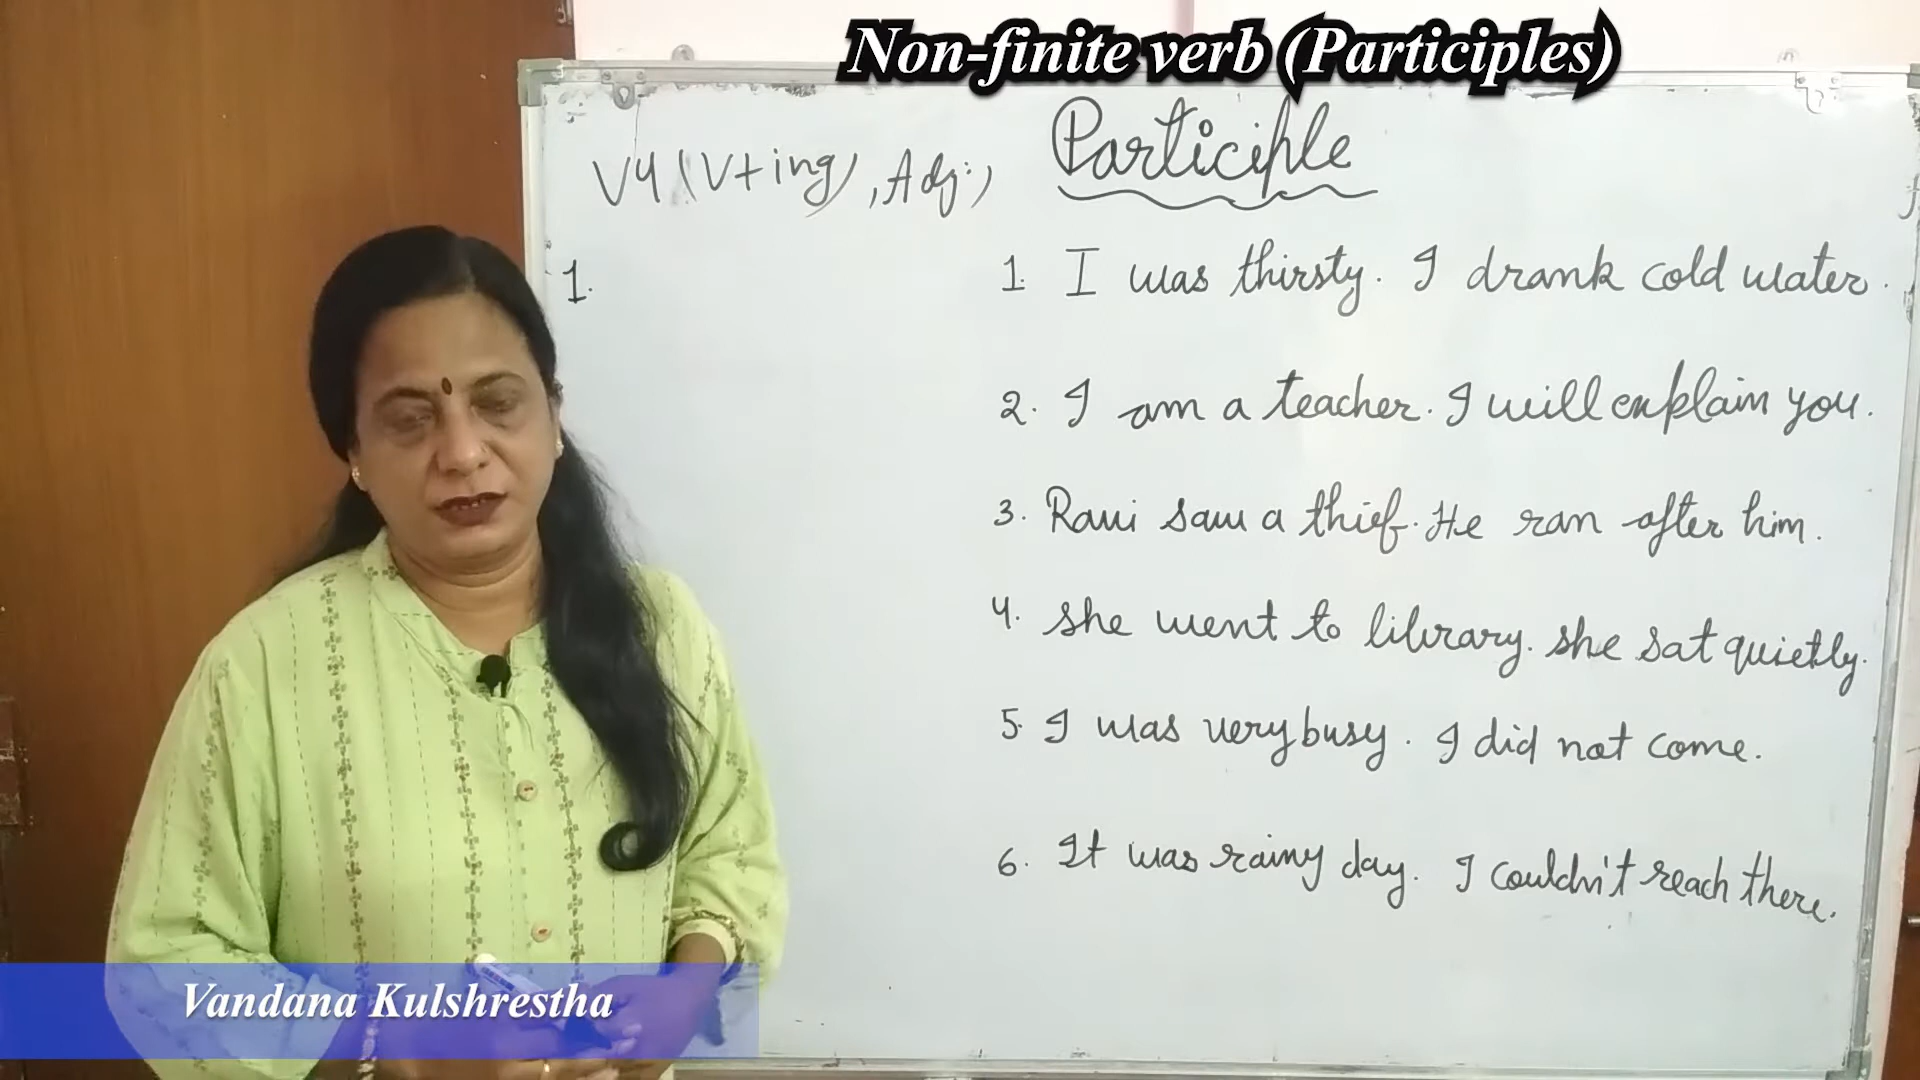 Non-finite verb (Participles)
Participle
V4 (V+ing), Adj:)
1.
1. I was thirsty. I drank cold water.
2. I am a teacher. I will explain you.
3. Ravi saw a thief. He ran after him.
4. she went to library. she sat quietly.
5. I was very busy. I did not come.
6. It was rainy day. I couldn't reach there.
Vandana Kulshrestha